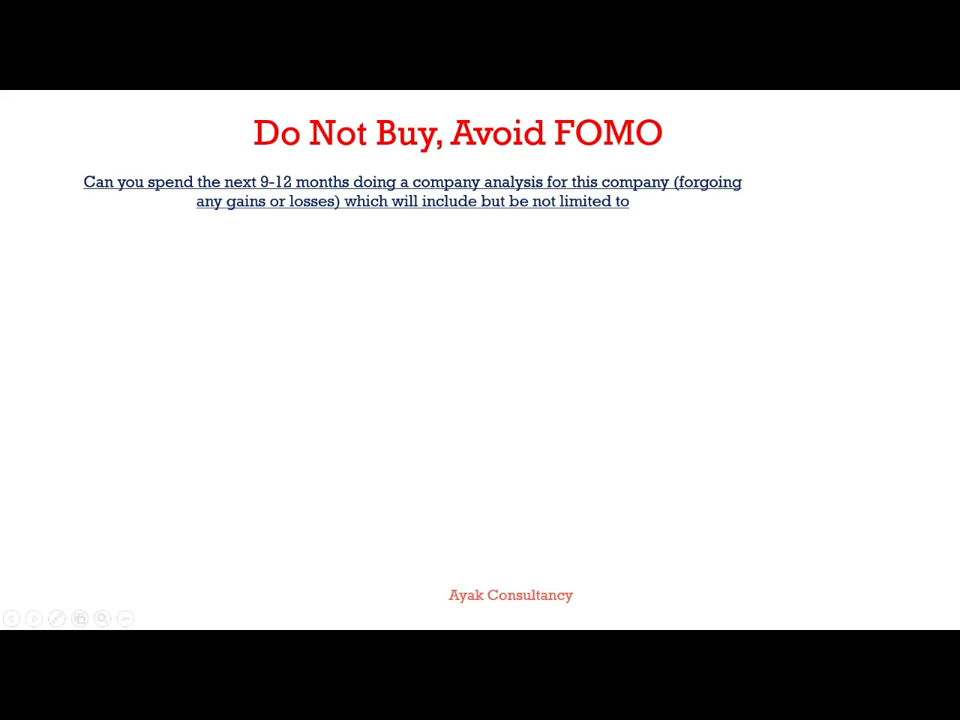 Do Not Buy, Avoid FOMO
Can you spend the next 9-12 months doing a company analysis for this company (forgoing
any gains or losses) which will include but be not limited to
Ayak Consultancy